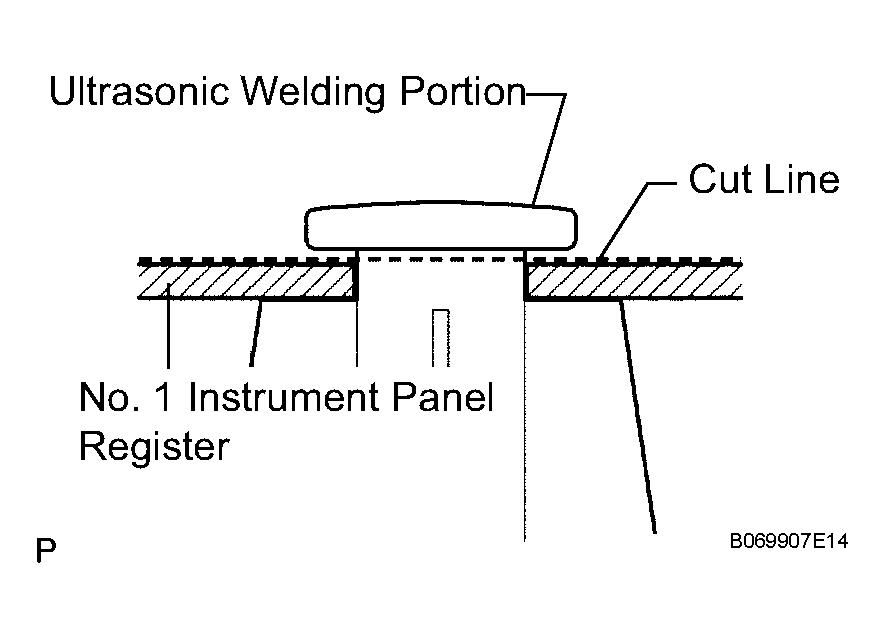 Ultrasonic Welding Portion
Cut Line
No. 1 Instrument Panel
Register
P
B069907E14